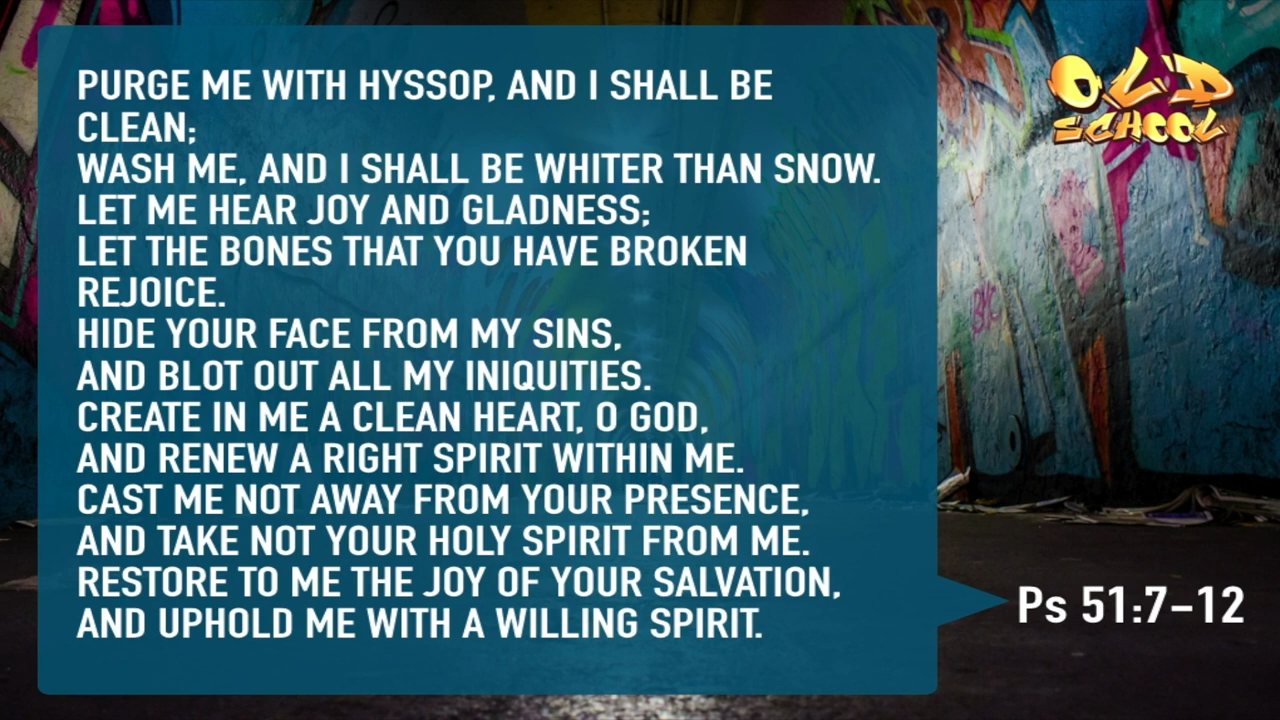 PURGE ME WITH HYSSOP, AND I SHALL BE
CLEAN;
WASH ME, AND I SHALL BE WHITER THAN SNOW.
LET ME HEAR JOY AND GLADNESS;
LET THE BONES THAT YOU HAVE BROKEN
REJOICE.
HIDE YOUR FACE FROM MY SINS,
AND BLOT OUT ALL MY INIQUITIES.
CREATE IN ME A CLEAN HEART, O GOD,
AND RENEW A RIGHT SPIRIT WITHIN ME.
CAST ME NOT AWAY FROM YOUR PRESENCE,
AND TAKE NOT YOUR HOLY SPIRIT FROM ME.
RESTORE TO ME THE JOY OF YOUR SALVATION,
AND UPHOLD ME WITH A WILLING SPIRIT.
Ps 51:7–12
OLD
SCHOOL